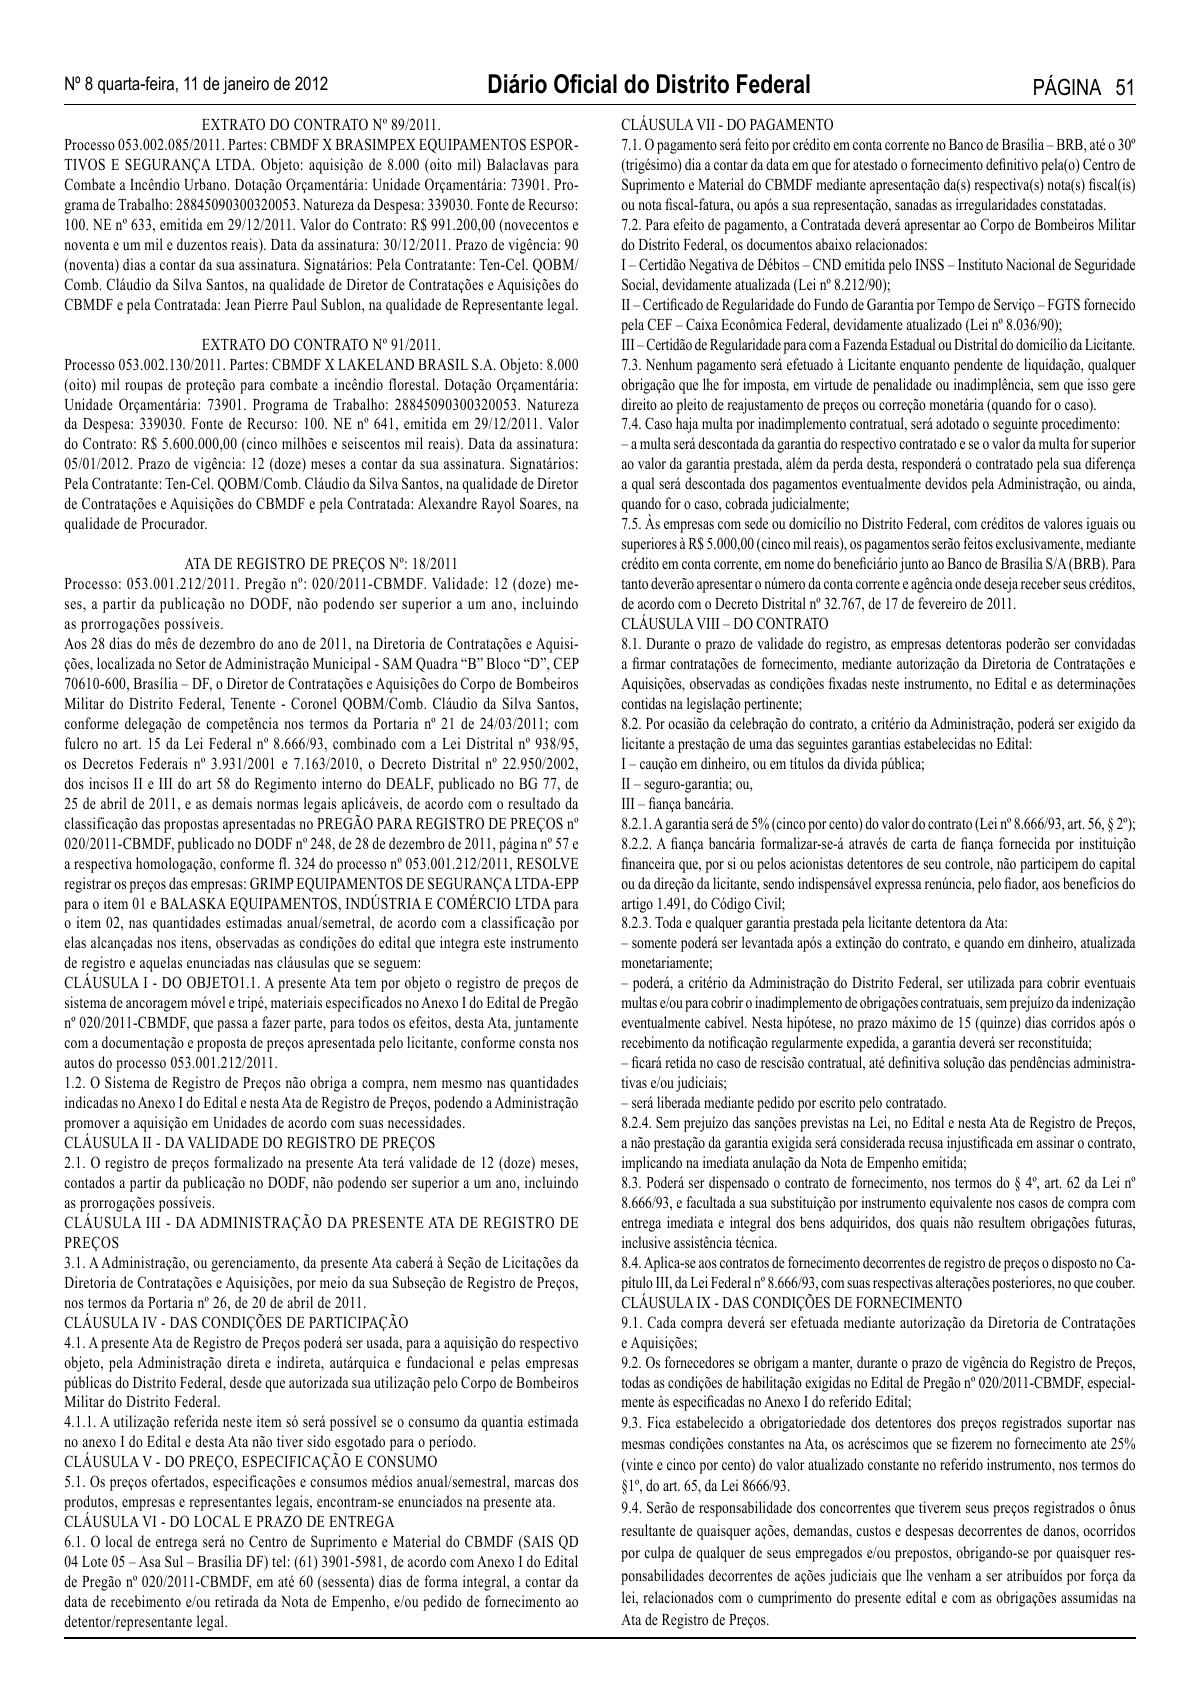 Nº 8 quarta-feira, 11 de janeiro de 2012
Diário Oficial do Distrito Federal
PÁGINA 51
EXTRATO DO CONTRATO Nº 89/2011.
Processo 053.002.085/2011. Partes: CBMDF X BRASIMPEX EQUIPAMENTOS ESPOR-
TIVOS E SEGURANÇA LTDA. Objeto: aquisição de 8.000 (oito mil) Balaclavas para
Combate a Incêndio Urbano. Dotação Orçamentária: Unidade Orçamentária: 73901. Pro-
grama de Trabalho: 28845090300320053. Natureza da Despesa: 339030. Fonte de Recurso:
100. NE nº 633, emitida em 29/12/2011. Valor do Contrato: R$ 991.200,00 (novecentos e
noventa e um mil e duzentos reais). Data da assinatura: 30/12/2011. Prazo de vigência: 90
(noventa) dias a contar da sua assinatura. Signatários: Pela Contratante: Ten-Cel. QOBM/
Comb. Cláudio da Silva Santos, na qualidade de Diretor de Contratações e Aquisições do
CBMDF e pela Contratada: Jean Pierre Paul Sublon, na qualidade de Representante legal.
EXTRATO DO CONTRATO Nº 91/2011.
Processo 053.002.130/2011. Partes: CBMDF X LAKELAND BRASIL S.A. Objeto: 8.000
(oito) mil roupas de proteção para combate a incêndio florestal. Dotação Orçamentária:
Unidade Orçamentária: 73901. Programa de Trabalho: 28845090300320053. Natureza
da Despesa: 339030. Fonte de Recurso: 100. NE nº 641, emitida em 29/12/2011. Valor
do Contrato: R$ 5.600.000,00 (cinco milhões e seiscentos mil reais). Data da assinatura:
05/01/2012. Prazo de vigência: 12 (doze) meses a contar da sua assinatura. Signatários:
Pela Contratante: Ten-Cel. QOBM/Comb. Cláudio da Silva Santos, na qualidade de Diretor
de Contratações e Aquisições do CBMDF e pela Contratada: Alexandre Rayol Soares, na
qualidade de Procurador.
ATA DE REGISTRO DE PREÇOS Nº: 18/2011
Processo: 053.001.212/2011. Pregão nº: 020/2011-CBMDF. Validade: 12 (doze) me-
ses, a partir da publicação no DODF, não podendo ser superior a um ano, incluindo
as prorrogações possíveis.
Aos 28 dias do mês de dezembro do ano de 2011, na Diretoria de Contratações e Aquisi-
ções, localizada no Setor de Administração Municipal - SAM Quadra “B” Bloco “D”, CEP
70610-600, Brasília – DF, o Diretor de Contratações e Aquisições do Corpo de Bombeiros
Militar do Distrito Federal, Tenente - Coronel QOBM/Comb. Cláudio da Silva Santos,
conforme delegação de competência nos termos da Portaria nº 21 de 24/03/2011; com
fulcro no art. 15 da Lei Federal nº 8.666/93, combinado com a Lei Distrital nº 938/95,
os Decretos Federais nº 3.931/2001 e 7.163/2010, o Decreto Distrital nº 22.950/2002,
dos incisos II e III do art 58 do Regimento interno do DEALF, publicado no BG 77, de
25 de abril de 2011, e as demais normas legais aplicáveis, de acordo com o resultado da
classificação das propostas apresentadas no PREGÃO PARA REGISTRO DE PREÇOS nº
020/2011-CBMDF, publicado no DODF nº 248, de 28 de dezembro de 2011, página nº 57 e
a respectiva homologação, conforme fl. 324 do processo nº 053.001.212/2011, RESOLVE
registrar os preços das empresas: GRIMP EQUIPAMENTOS DE SEGURANÇA LTDA-EPP
para o item 01 e BALASKA EQUIPAMENTOS, INDÚSTRIA E COMÉRCIO LTDA para
o item 02, nas quantidades estimadas anual/semetral, de acordo com a classificação por
elas alcançadas nos itens, observadas as condições do edital que integra este instrumento
de registro e aquelas enunciadas nas cláusulas que se seguem:
CLÁUSULA I - DO OBJETO1.1. A presente Ata tem por objeto o registro de preços de
sistema de ancoragem móvel e tripé, materiais especificados no Anexo I do Edital de Pregão
nº 020/2011-CBMDF, que passa a fazer parte, para todos os efeitos, desta Ata, juntamente
com a documentação e proposta de preços apresentada pelo licitante, conforme consta nos
autos do processo 053.001.212/2011.
1.2. O Sistema de Registro de Preços não obriga a compra, nem mesmo nas quantidades
indicadas no Anexo I do Edital e nesta Ata de Registro de Preços, podendo a Administração
promover a aquisição em Unidades de acordo com suas necessidades.
CLÁUSULA II - DA VALIDADE DO REGISTRO DE PREÇOS
2.1. O registro de preços formalizado na presente Ata terá validade de 12 (doze) meses,
contados a partir da publicação no DODF, não podendo ser superior a um ano, incluindo
as prorrogações possíveis.
CLÁUSULA III - DA ADMINISTRAÇÃO DA PRESENTE ATA DE REGISTRO DE
PREÇOS
3.1. A Administração, ou gerenciamento, da presente Ata caberá à Seção de Licitações da
Diretoria de Contratações e Aquisições, por meio da sua Subseção de Registro de Preços,
nos termos da Portaria nº 26, de 20 de abril de 2011.
CLÁUSULA IV - DAS CONDIÇÕES DE PARTICIPAÇÃO
4.1. A presente Ata de Registro de Preços poderá ser usada, para a aquisição do respectivo
objeto, pela Administração direta e indireta, autárquica e fundacional e pelas empresas
públicas do Distrito Federal, desde que autorizada sua utilização pelo Corpo de Bombeiros
Militar do Distrito Federal.
4.1.1. A utilização referida neste item só será possível se o consumo da quantia estimada
no anexo I do Edital e desta Ata não tiver sido esgotado para o período.
CLÁUSULA V - DO PREÇO, ESPECIFICAÇÃO E CONSUMO
5.1. Os preços ofertados, especificações e consumos médios anual/semestral, marcas dos
produtos, empresas e representantes legais, encontram-se enunciados na presente ata.
CLÁUSULA VI - DO LOCAL E PRAZO DE ENTREGA
6.1. O local de entrega será no Centro de Suprimento e Material do CBMDF (SAIS QD
04 Lote 05 – Asa Sul – Brasília DF) tel: (61) 3901-5981, de acordo com Anexo I do Edital
de Pregão nº 020/2011-CBMDF, em até 60 (sessenta) dias de forma integral, a contar da
data de recebimento e/ou retirada da Nota de Empenho, e/ou pedido de fornecimento ao
detentor/representante legal.
CLÁUSULA VII - DO PAGAMENTO
7.1. O pagamento será feito por crédito em conta corrente no Banco de Brasília – BRB, até o 30º
(trigésimo) dia a contar da data em que for atestado o fornecimento definitivo pela(o) Centro de
Suprimento e Material do CBMDF mediante apresentação da(s) respectiva(s) nota(s) fiscal(is)
ou nota fiscal-fatura, ou após a sua representação, sanadas as irregularidades constatadas.
7.2. Para efeito de pagamento, a Contratada deverá apresentar ao Corpo de Bombeiros Militar
do Distrito Federal, os documentos abaixo relacionados:
I – Certidão Negativa de Débitos – CND emitida pelo INSS – Instituto Nacional de Seguridade
Social, devidamente atualizada (Lei nº 8.212/90);
II – Certificado de Regularidade do Fundo de Garantia por Tempo de Serviço – FGTS fornecido
pela CEF – Caixa Econômica Federal, devidamente atualizado (Lei nº 8.036/90);
III – Certidão de Regularidade para com a Fazenda Estadual ou Distrital do domicílio da Licitante.
7.3. Nenhum pagamento será efetuado à Licitante enquanto pendente de liquidação, qualquer
obrigação que lhe for imposta, em virtude de penalidade ou inadimplência, sem que isso gere
direito ao pleito de reajustamento de preços ou correção monetária (quando for o caso).
7.4. Caso haja multa por inadimplemento contratual, será adotado o seguinte procedimento:
– a multa será descontada da garantia do respectivo contratado e se o valor da multa for superior
ao valor da garantia prestada, além da perda desta, responderá o contratado pela sua diferença
a qual será descontada dos pagamentos eventualmente devidos pela Administração, ou ainda,
quando for o caso, cobrada judicialmente;
7.5. Às empresas com sede ou domicílio no Distrito Federal, com créditos de valores iguais ou
superiores à R$ 5.000,00 (cinco mil reais), os pagamentos serão feitos exclusivamente, mediante
crédito em conta corrente, em nome do beneficiário junto ao Banco de Brasília S/A (BRB). Para
tanto deverão apresentar o número da conta corrente e agência onde deseja receber seus créditos,
de acordo com o Decreto Distrital nº 32.767, de 17 de fevereiro de 2011.
CLÁUSULA VIII – DO CONTRATO
8.1. Durante o prazo de validade do registro, as empresas detentoras poderão ser convidadas
a firmar contratações de fornecimento, mediante autorização da Diretoria de Contratações e
Aquisições, observadas as condições fixadas neste instrumento, no Edital e as determinações
contidas na legislação pertinente;
8.2. Por ocasião da celebração do contrato, a critério da Administração, poderá ser exigido da
licitante a prestação de uma das seguintes garantias estabelecidas no Edital:
I – caução em dinheiro, ou em títulos da divida pública;
II – seguro-garantia; ou,
III – fiança bancária.
8.2.1. A garantia será de 5% (cinco por cento) do valor do contrato (Lei nº 8.666/93, art. 56, § 2º);
8.2.2. A fiança bancária formalizar-se-á através de carta de fiança fornecida por instituição
financeira que, por si ou pelos acionistas detentores de seu controle, não participem do capital
ou da direção da licitante, sendo indispensável expressa renúncia, pelo fiador, aos benefícios do
artigo 1.491, do Código Civil;
8.2.3. Toda e qualquer garantia prestada pela licitante detentora da Ata:
– somente poderá ser levantada após a extinção do contrato, e quando em dinheiro, atualizada
monetariamente;
– poderá, a critério da Administração do Distrito Federal, ser utilizada para cobrir eventuais
multas e/ou para cobrir o inadimplemento de obrigações contratuais, sem prejuízo da indenização
eventualmente cabível. Nesta hipótese, no prazo máximo de 15 (quinze) dias corridos após o
recebimento da notificação regularmente expedida, a garantia deverá ser reconstituída;
– ficará retida no caso de rescisão contratual, até definitiva solução das pendências administra-
tivas e/ou judiciais;
– será liberada mediante pedido por escrito pelo contratado.
8.2.4. Sem prejuízo das sanções previstas na Lei, no Edital e nesta Ata de Registro de Preços,
a não prestação da garantia exigida será considerada recusa injustificada em assinar o contrato,
implicando na imediata anulação da Nota de Empenho emitida;
8.3. Poderá ser dispensado o contrato de fornecimento, nos termos do § 4º, art. 62 da Lei nº
8.666/93, e facultada a sua substituição por instrumento equivalente nos casos de compra com
entrega imediata e integral dos bens adquiridos, dos quais não resultem obrigações futuras,
inclusive assistência técnica.
8.4. Aplica-se aos contratos de fornecimento decorrentes de registro de preços o disposto no Ca-
pítulo III, da Lei Federal nº 8.666/93, com suas respectivas alterações posteriores, no que couber.
CLÁUSULA IX - DAS CONDIÇÕES DE FORNECIMENTO
9.1. Cada compra deverá ser efetuada mediante autorização da Diretoria de Contratações
e Aquisições;
9.2. Os fornecedores se obrigam a manter, durante o prazo de vigência do Registro de Preços,
todas as condições de habilitação exigidas no Edital de Pregão nº 020/2011-CBMDF, especial-
mente às especificadas no Anexo I do referido Edital;
9.3. Fica estabelecido a obrigatoriedade dos detentores dos preços registrados suportar nas
mesmas condições constantes na Ata, os acréscimos que se fizerem no fornecimento ate 25%
(vinte e cinco por cento) do valor atualizado constante no referido instrumento, nos termos do
§1º, do art. 65, da Lei 8666/93.
9.4. Serão de responsabilidade dos concorrentes que tiverem seus preços registrados o ônus
resultante de quaisquer ações, demandas, custos e despesas decorrentes de danos, ocorridos
por culpa de qualquer de seus empregados e/ou prepostos, obrigando-se por quaisquer res-
ponsabilidades decorrentes de ações judiciais que lhe venham a ser atribuídos por força da
lei, relacionados com o cumprimento do presente edital e com as obrigações assumidas na
Ata de Registro de Preços.